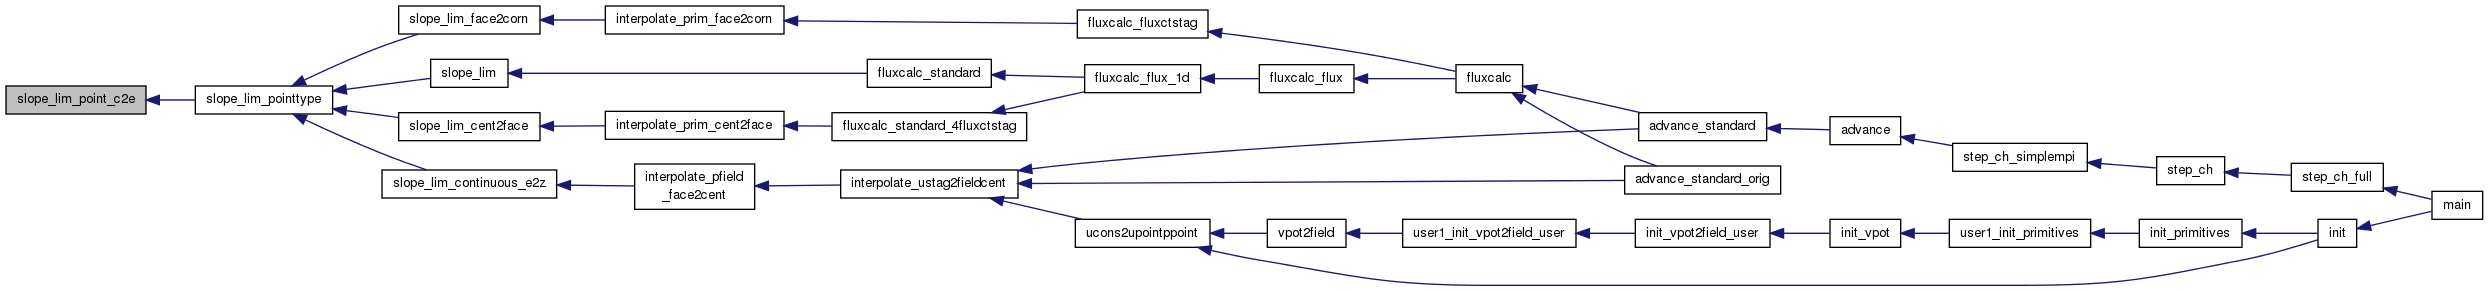 slope_lim_point_c2e
slope_lim_pointtype
slope_lim_face2corn
interpolate_prim_face2corn
fluxcalc_fluxctstag
slope_lim
fluxcalc_standard
fluxcalc_flux_1d
fluxcalc_flux
fluxcalc
slope_lim_cent2face
interpolate_prim_cent2face
fluxcalc_standard_4fluxctstag
advance_standard
advance
step_ch_simplempi
step_ch
step_ch_full
main
slope_lim_continuous_e2z
interpolate_pfield
_face2cent
interpolate_ustag2fieldcent
advance_standard_orig
ucons2upointppoint
vpot2field
user1_init_vpot2field_user
init_vpot2field_user
init_vpot
user1_init_primitives
init_primitives
init